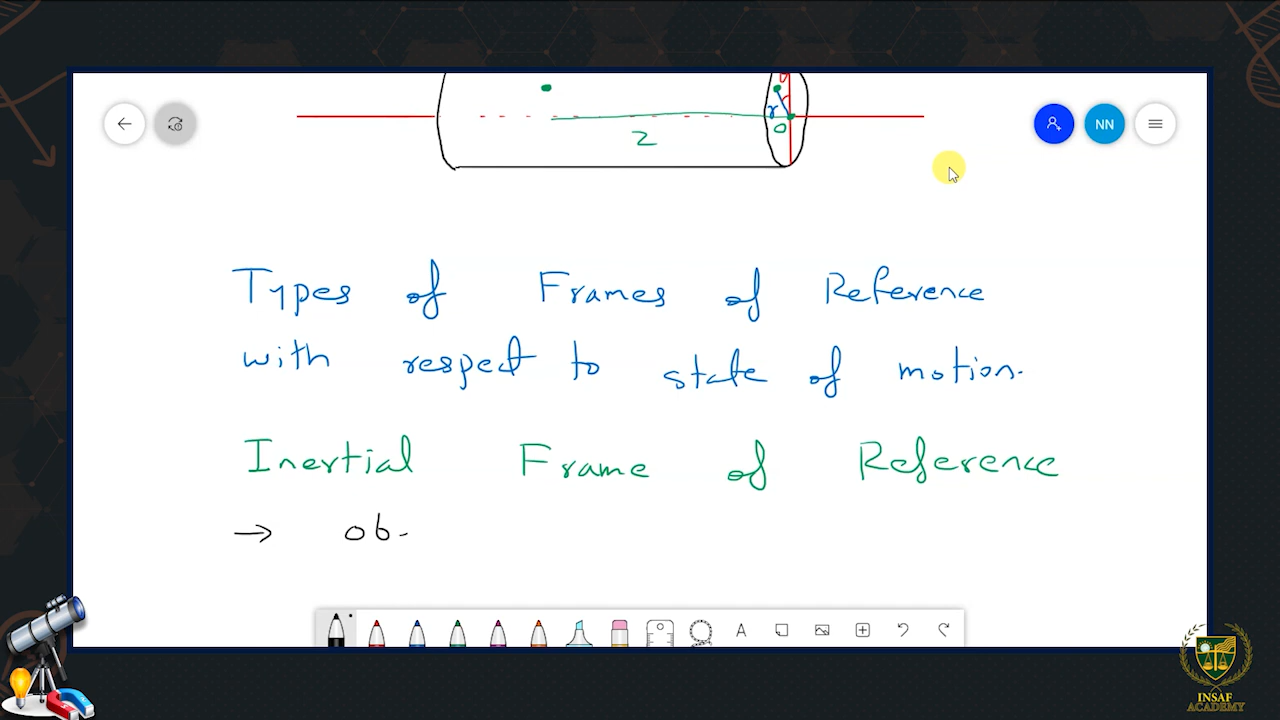 r
z
Types of Frames of Reference
with respect to state of motion.
Inertial Frame of Reference
→ ob-
NN
A
INSAF
ACADEMY